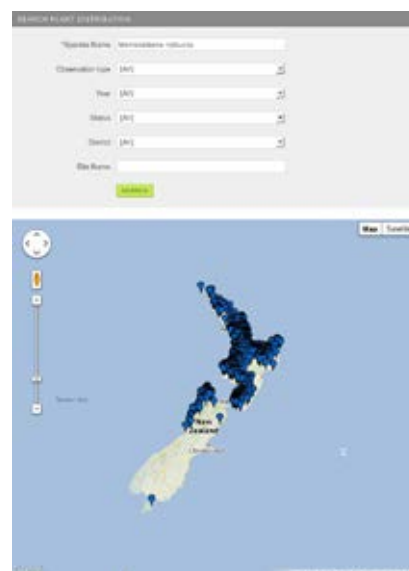 SEARCH PLANT DISTRIBUTION
*Species Name
Observation type [All]
Year [All]
Status [All]
District [All]
Site Name
SEARCH
Map
New
Zealand